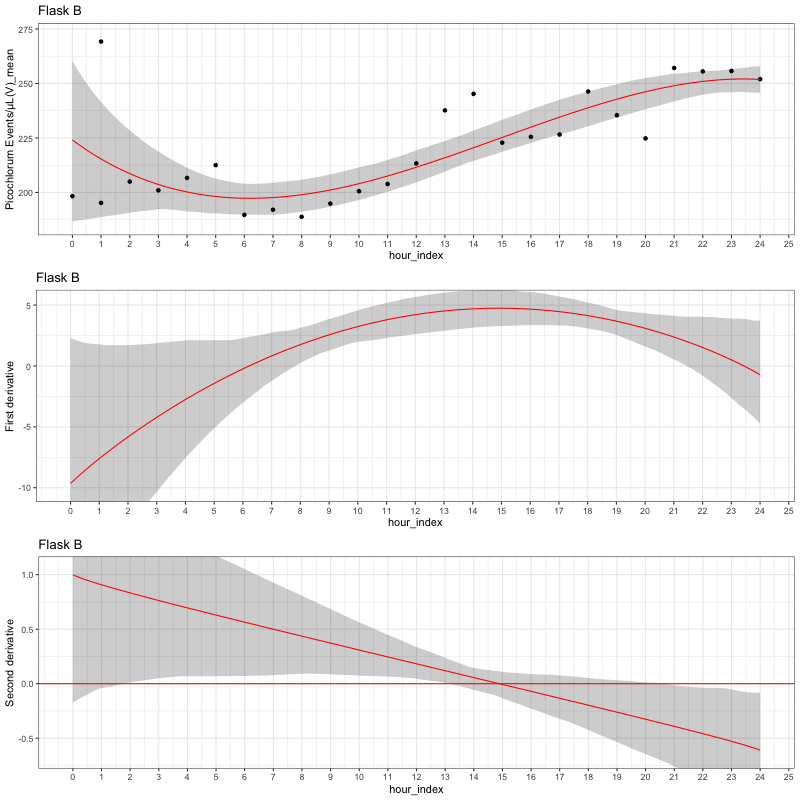 Flask B
Picochlorum Events/µL(V)_mean
275
250
225
200
0 1 2 3 4 5 6 7 8 9 10 11 12 13 14 15 16 17 18 19 20 21 22 23 24 25
hour_index
Flask B
First derivative
5
0
-5
-10
0 1 2 3 4 5 6 7 8 9 10 11 12 13 14 15 16 17 18 19 20 21 22 23 24 25
hour_index
Flask B
Second derivative
1.0
0.5
0.0
-0.5
0 1 2 3 4 5 6 7 8 9 10 11 12 13 14 15 16 17 18 19 20 21 22 23 24 25
hour_index